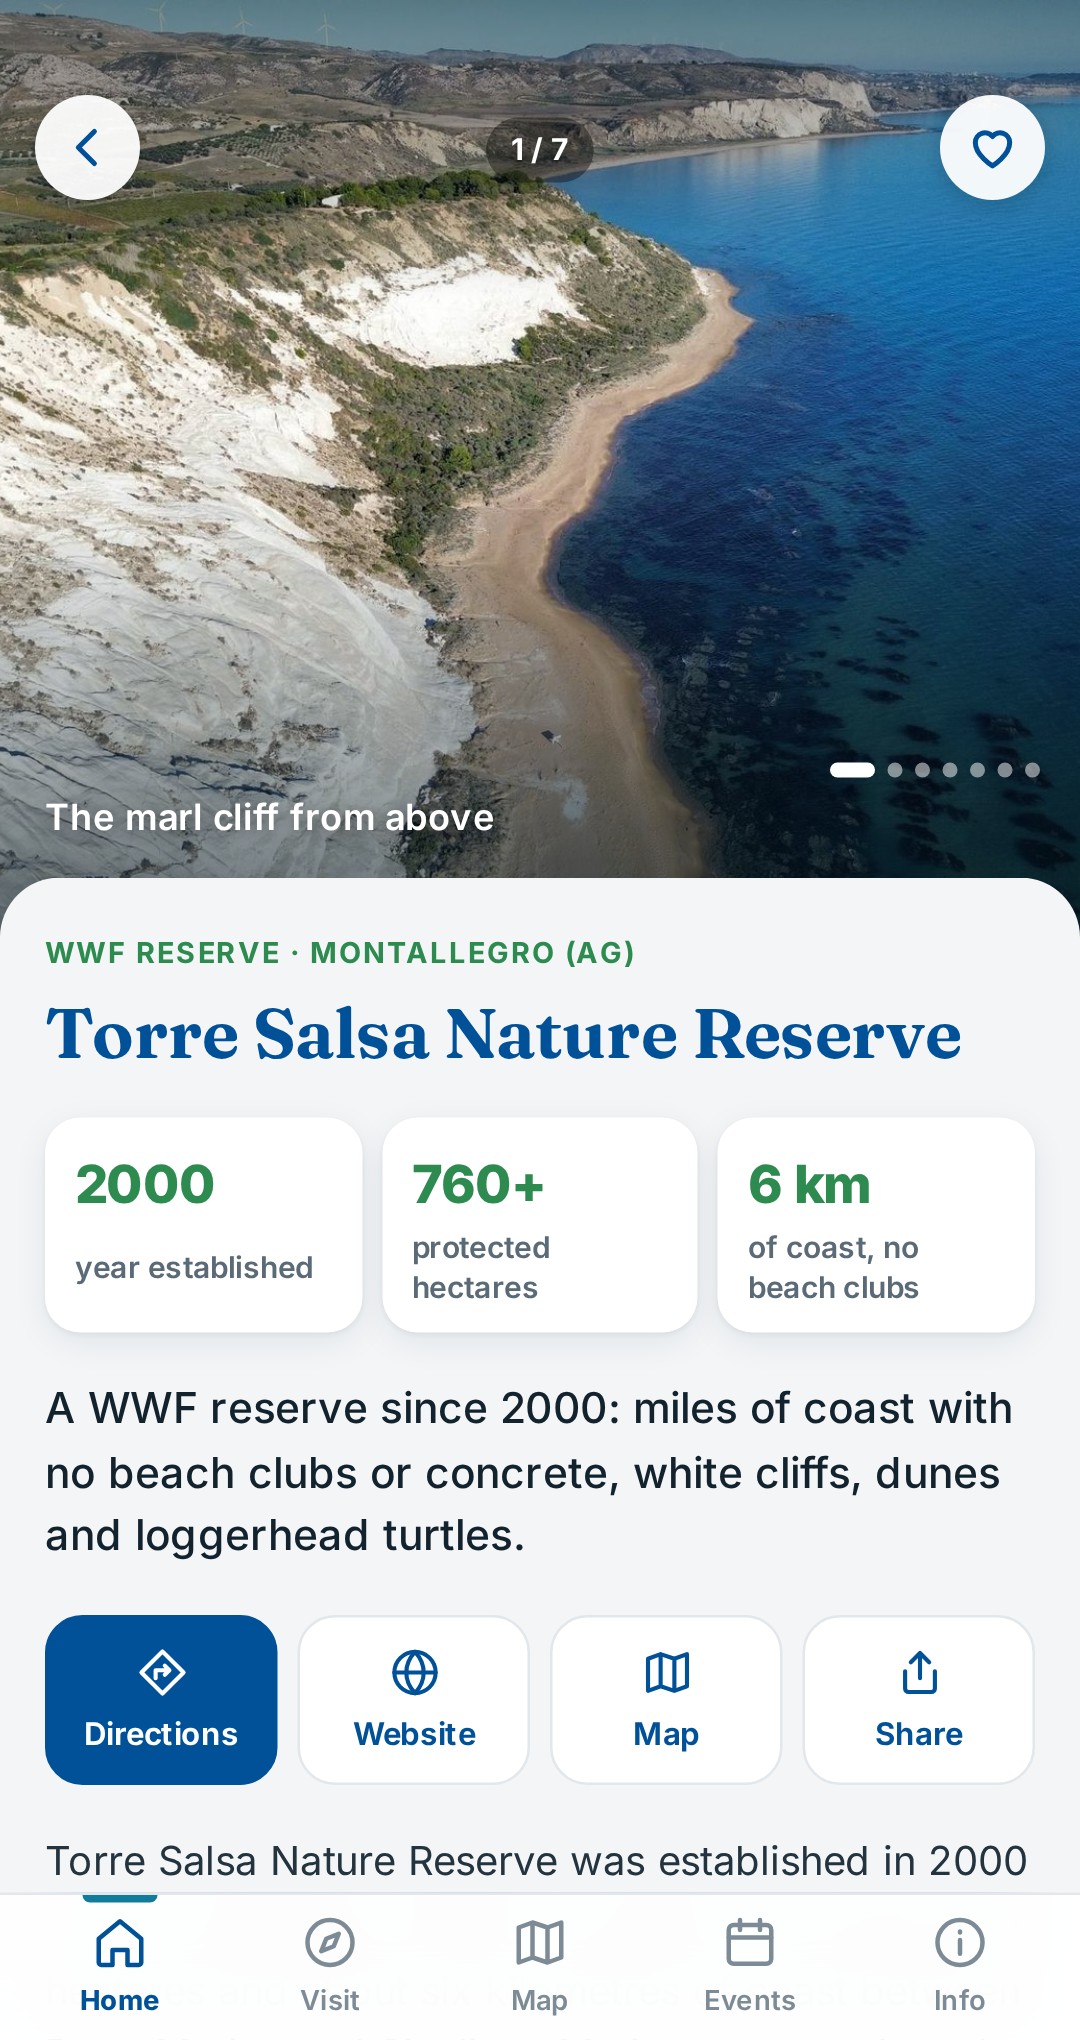 1 / 7
The marl cliff from above
WWF RESERVE · MONTALLEGRO (AG)
Torre Salsa Nature Reserve
2000
year established
760+
protected
hectares
6 km
of coast, no
beach clubs
A WWF reserve since 2000: miles of coast with
no beach clubs or concrete, white cliffs, dunes
and loggerhead turtles.
Directions
Website
Map
Share
Torre Salsa Nature Reserve was established in 2000
Home
Visit
Map
Events
Info